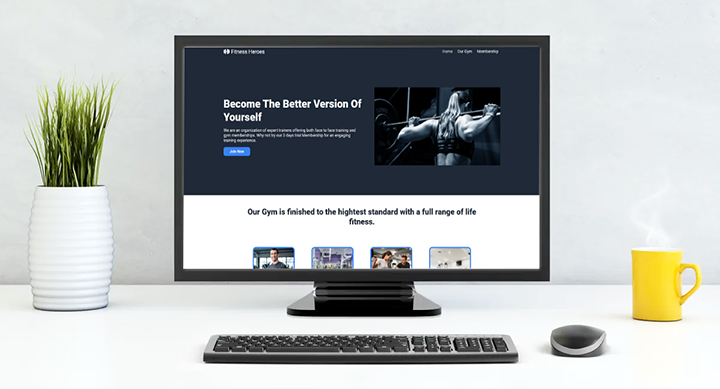 Fitness Heroes
Home Our Gym Membership
Become The Better Version Of
Yourself
We are an organization of expert trainers offering both face to face training and
gym memberships. Why not try our 5 days trial Membership for an engaging
training experience.
Join Now
Our Gym is finished to the hightest standard with a full range of life
fitness.